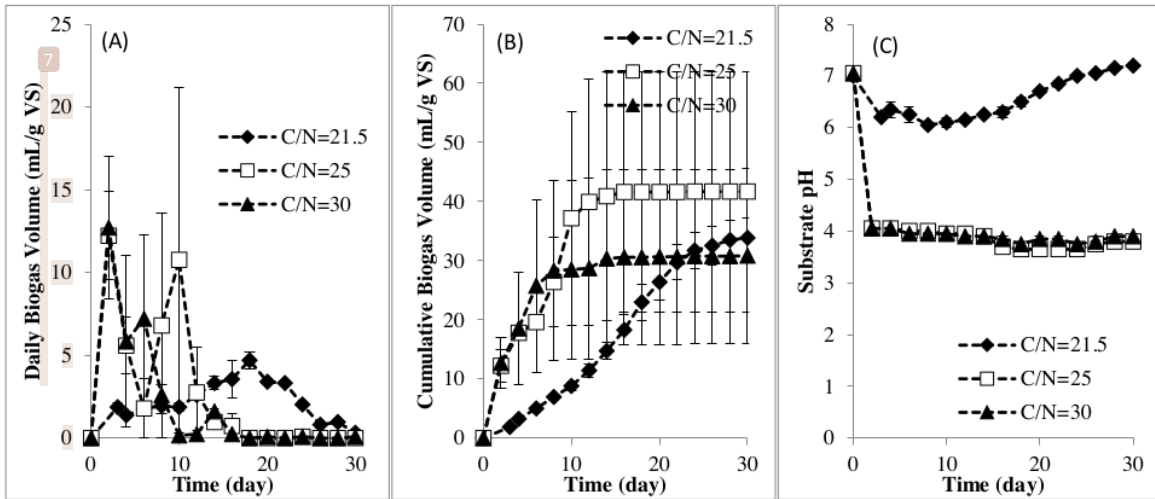 (A)
7
Daily Biogas Volume (mL/g VS)
25
20
15
10
5
0
C/N=21.5
C/N=25
C/N=30
0 10 20 30
Time (day)
(B)
Cumulative Biogas Volume (mL/g VS)
70
60
50
40
30
20
10
0
C/N=21.5
C/N=25
C/N=30
0 10 20 30
Time (day)
(C)
Substrate pH
8
7
6
5
4
3
2
1
0
C/N=21.5
C/N=25
C/N=30
0 10 20 30
Time (day)